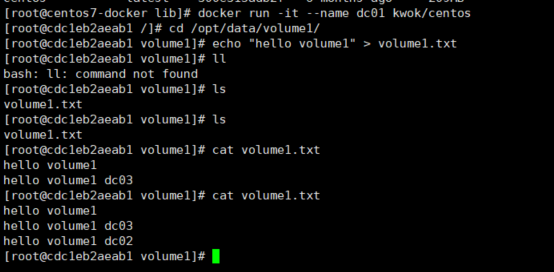 [root@centos7-docker lib]# docker run -it --name dc01 kwok/centos
[root@cdc1eb2aeab1 /]# cd /opt/data/volume1/
[root@cdc1eb2aeab1 volume1]# echo "hello volume1" > volume1.txt
[root@cdc1eb2aeab1 volume1]# ll
bash: ll: command not found
[root@cdc1eb2aeab1 volume1]# ls
volume1.txt
[root@cdc1eb2aeab1 volume1]# ls
volume1.txt
[root@cdc1eb2aeab1 volume1]# cat volume1.txt
hello volume1
hello volume1 dc03
[root@cdc1eb2aeab1 volume1]# cat volume1.txt
hello volume1
hello volume1 dc03
hello volume1 dc02
[root@cdc1eb2aeab1 volume1]#